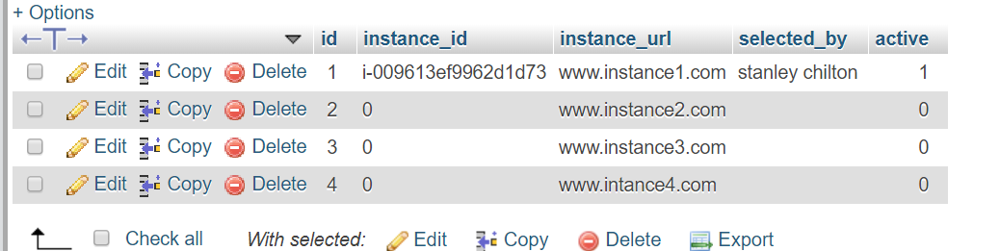 + Options
id instance_id instance_url selected_by active
Edit Copy Delete 1 i-009613ef9962d1d73 www.instance1.com stanley chilton 1
Edit Copy Delete 2 0 www.instance2.com 0
Edit Copy Delete 3 0 www.instance3.com 0
Edit Copy Delete 4 0 www.intance4.com 0
Check all With selected: Edit Copy Delete Export